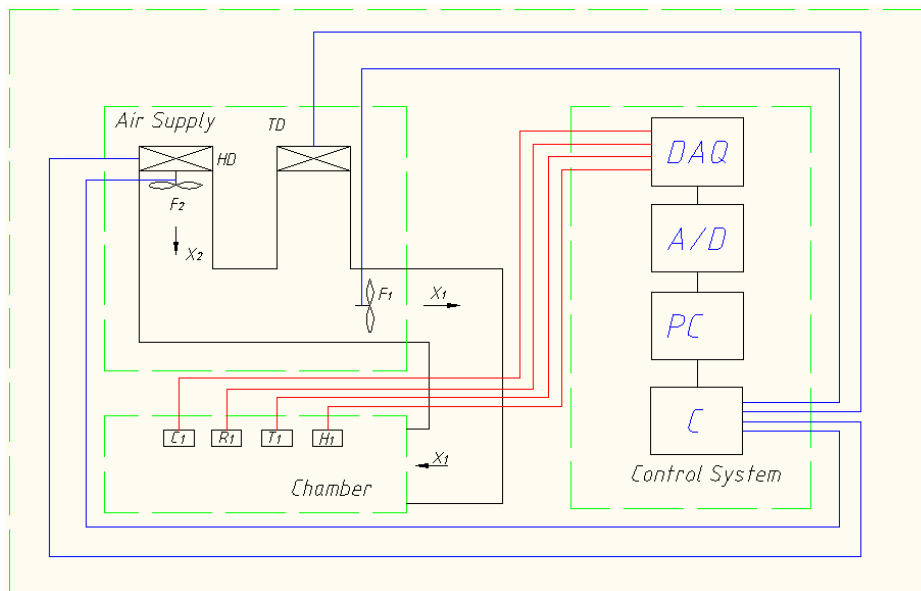 Air Supply
TD
HD
F2
X2
F1
X1
DAQ
A/D
PC
C
Control System
C1
R1
T1
H1
X1
Chamber